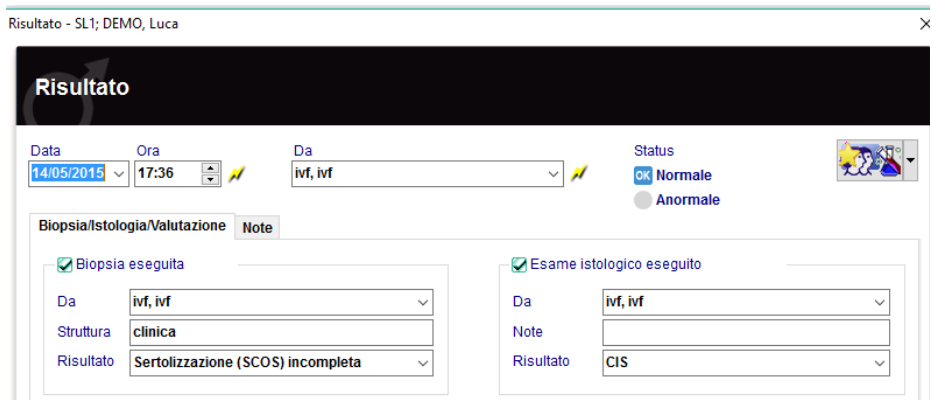 Risultato - SL1; DEMO, Luca
Risultato
Data Ora Da Status
14/05/2015 17:36 ivf, ivf OK Normale
Anormale
Biopsia/Istologia/Valutazione Note
Biopsia eseguita Esame istologico eseguito
Da ivf, ivf Da ivf, ivf
Struttura clinica Note
Risultato Sertolizzazione (SCOS) incompleta Risultato CIS